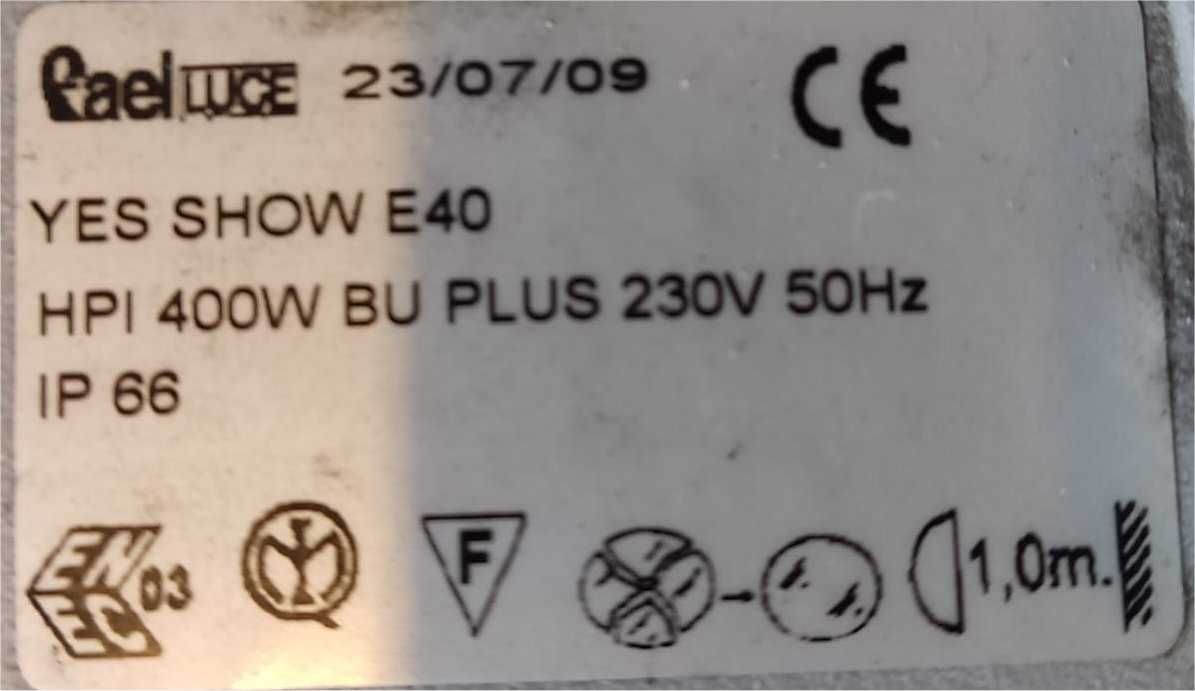 Fael LUCE 23/07/09 CE
YES SHOW E40
HPI 400W BU PLUS 230V 50Hz
IP 66
ENEC 03 F 1,0m.